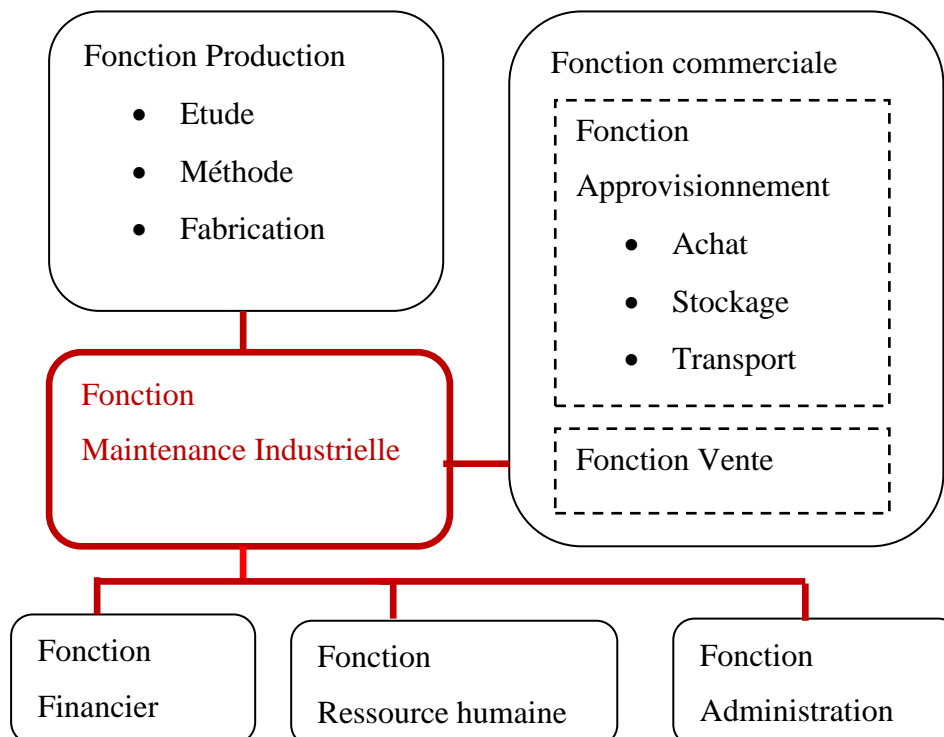 Fonction Production
• Etude
• Méthode
• Fabrication
Fonction commerciale
Fonction
Approvisionnement
• Achat
• Stockage
• Transport
Fonction Vente
Fonction
Maintenance Industrielle
Fonction
Financier
Fonction
Ressource humaine
Fonction
Administration